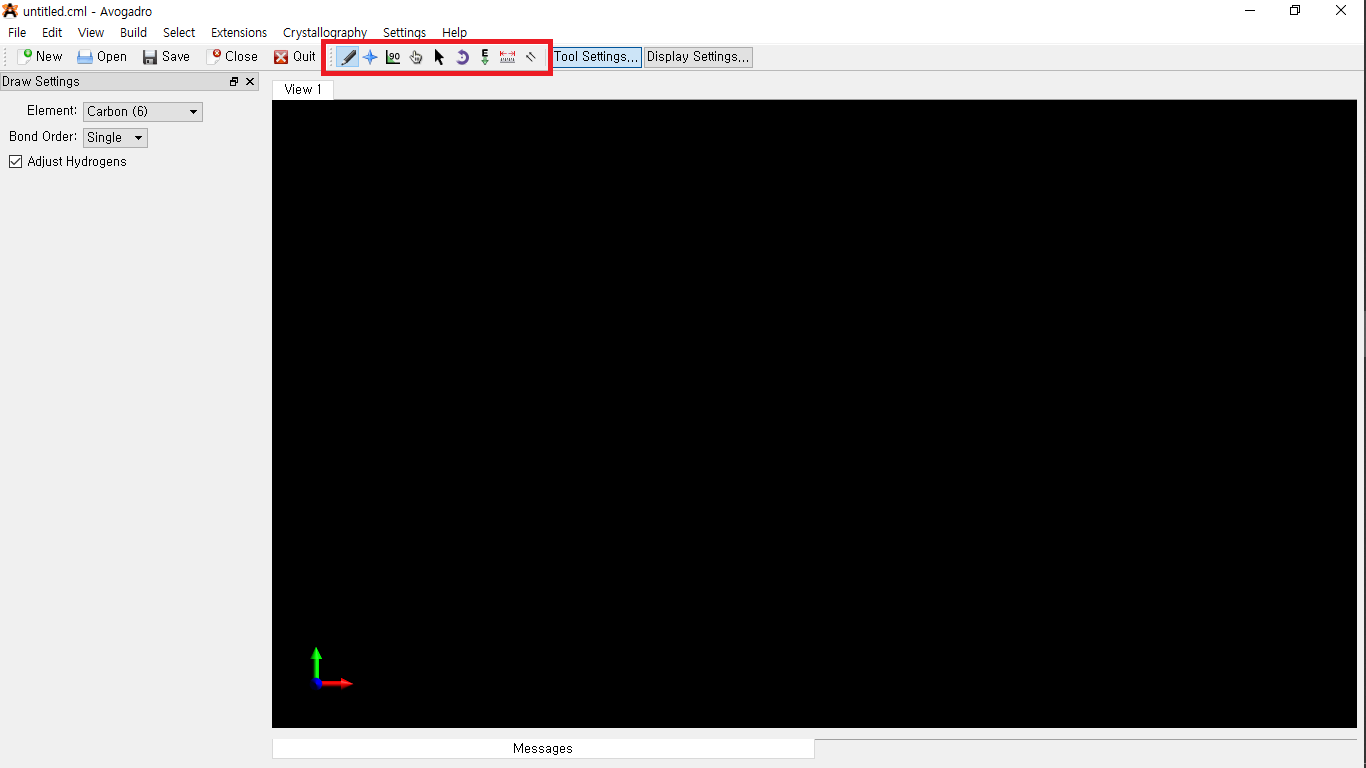 untitled.cml - Avogadro
File Edit View Build Select Extensions Crystallography Settings Help
New Open Save Close Quit 90 E Tool Settings... Display Settings...
Draw Settings
View 1
Element: Carbon (6)
Bond Order: Single
Adjust Hydrogens
Messages